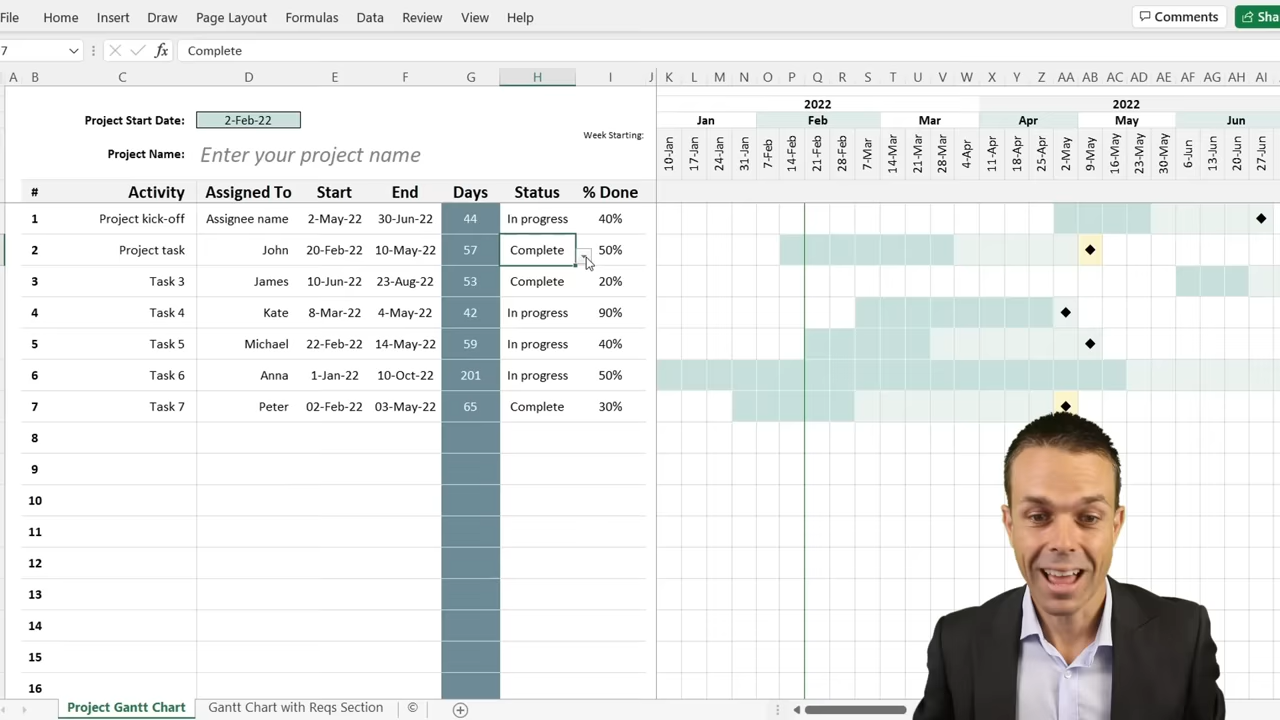 File Home Insert Draw Page Layout Formulas Data Review View Help Comments Sha
7 fx Complete
A B C D E F G H I J K L M N O P Q R S T U V W X Y Z AA AB AC AD AE AF AG AH AI
2022 2022
Project Start Date: 2-Feb-22 Jan Feb Mar Apr May Jun
Week Starting: 10-Jan 17-Jan 24-Jan 31-Jan 7-Feb 14-Feb 21-Feb 28-Feb 7-Mar 14-Mar 21-Mar 28-Mar 4-Apr 11-Apr 18-Apr 25-Apr 2-May 9-May 16-May 23-May 30-May 6-Jun 13-Jun 20-Jun 27-Jun
Project Name: Enter your project name
# Activity Assigned To Start End Days Status % Done
1 Project kick-off Assignee name 2-May-22 30-Jun-22 44 In progress 40%
2 Project task John 20-Feb-22 10-May-22 57 Complete 50%
3 Task 3 James 10-Jun-22 23-Aug-22 53 Complete 20%
4 Task 4 Kate 8-Mar-22 4-May-22 42 In progress 90%
5 Task 5 Michael 22-Feb-22 14-May-22 59 In progress 40%
6 Task 6 Anna 1-Jan-22 10-Oct-22 201 In progress 50%
7 Task 7 Peter 02-Feb-22 03-May-22 65 Complete 30%
8
9
10
11
12
13
14
15
16
Project Gantt Chart Gantt Chart with Reqs Section ©